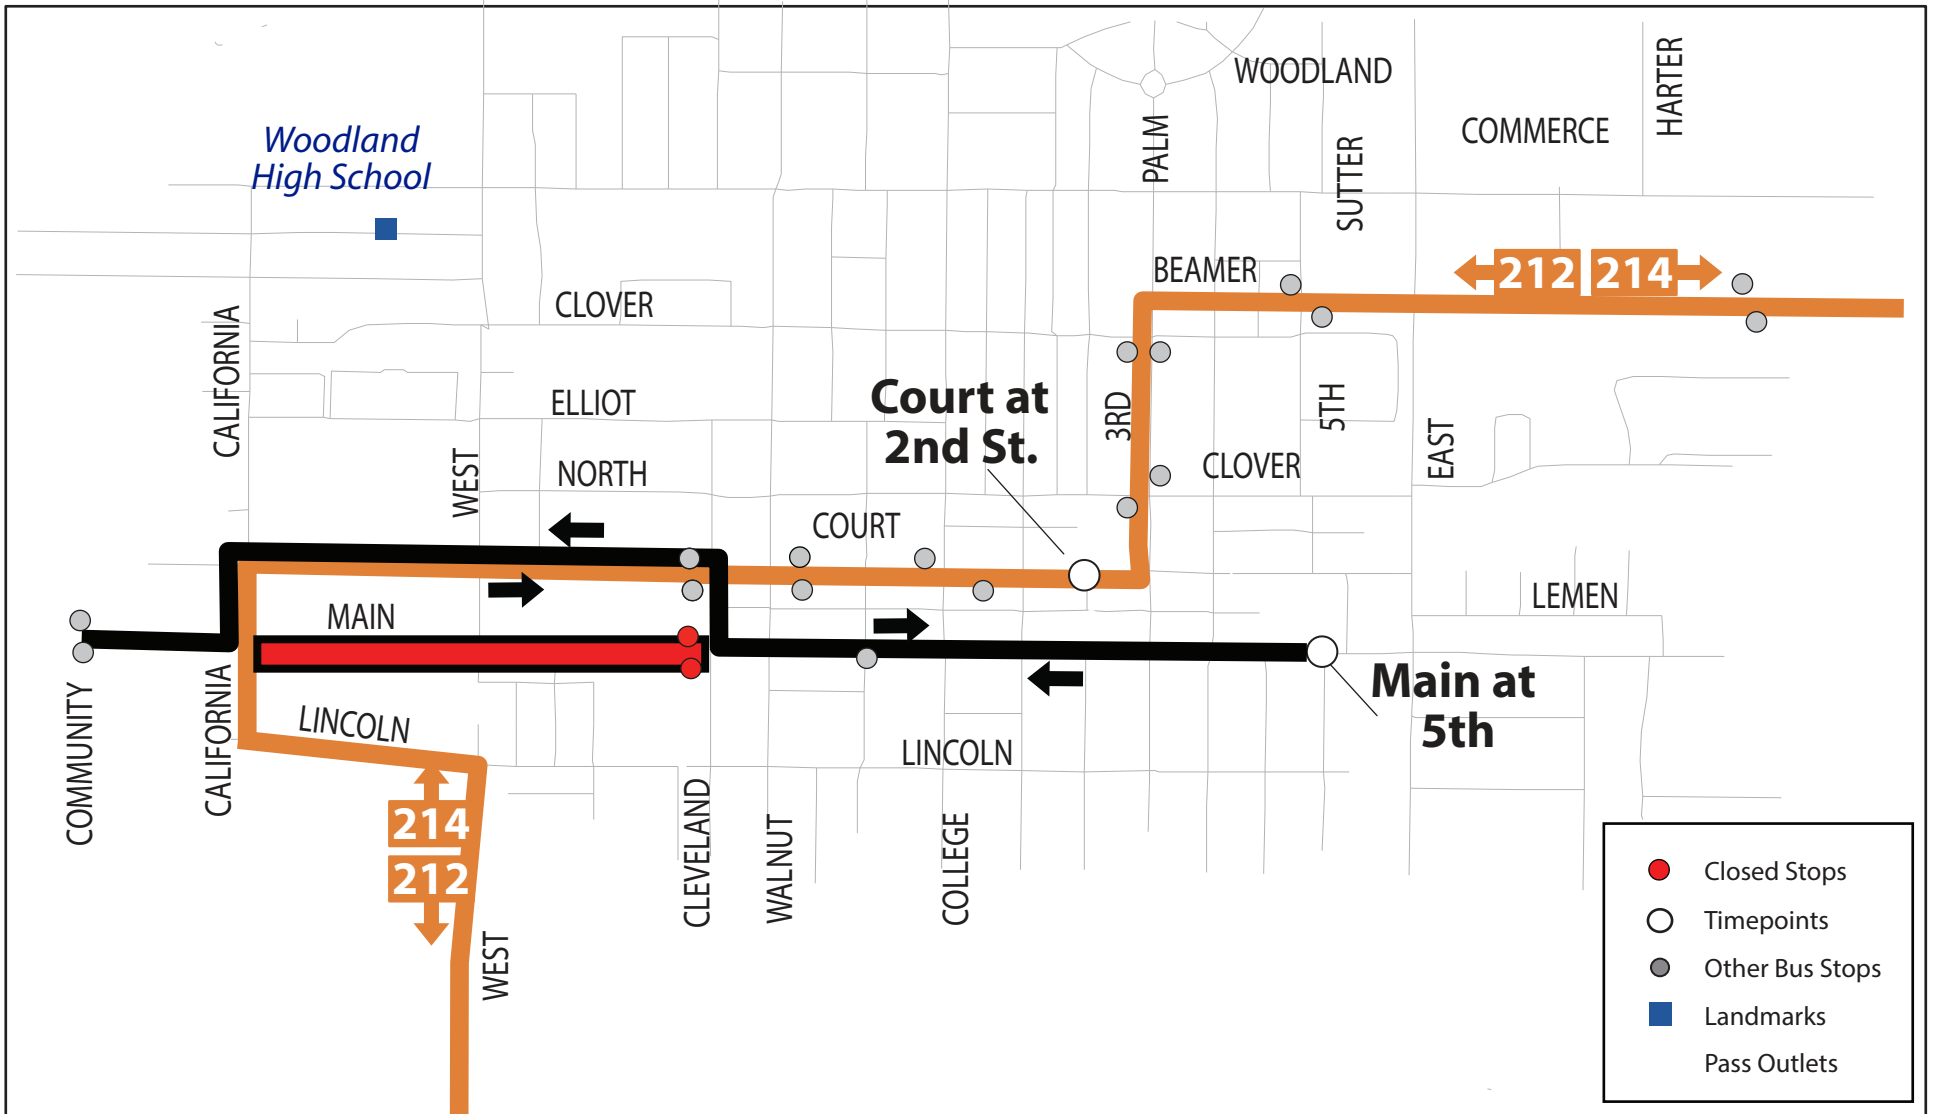 WOODLAND
HARTER
COMMERCE
Woodland
High School
PALM
SUTTER
BEAMER
212 214
CLOVER
CALIFORNIA
Court at
2nd St.
ELLIOT
3RD
5TH
EAST
WEST
NORTH
CLOVER
COURT
LEMEN
MAIN
Main at
5th
COMMUNITY
CALIFORNIA
LINCOLN
LINCOLN
214
212
CLEVELAND
WALNUT
COLLEGE
WEST
Closed Stops
Timepoints
Other Bus Stops
Landmarks
Pass Outlets